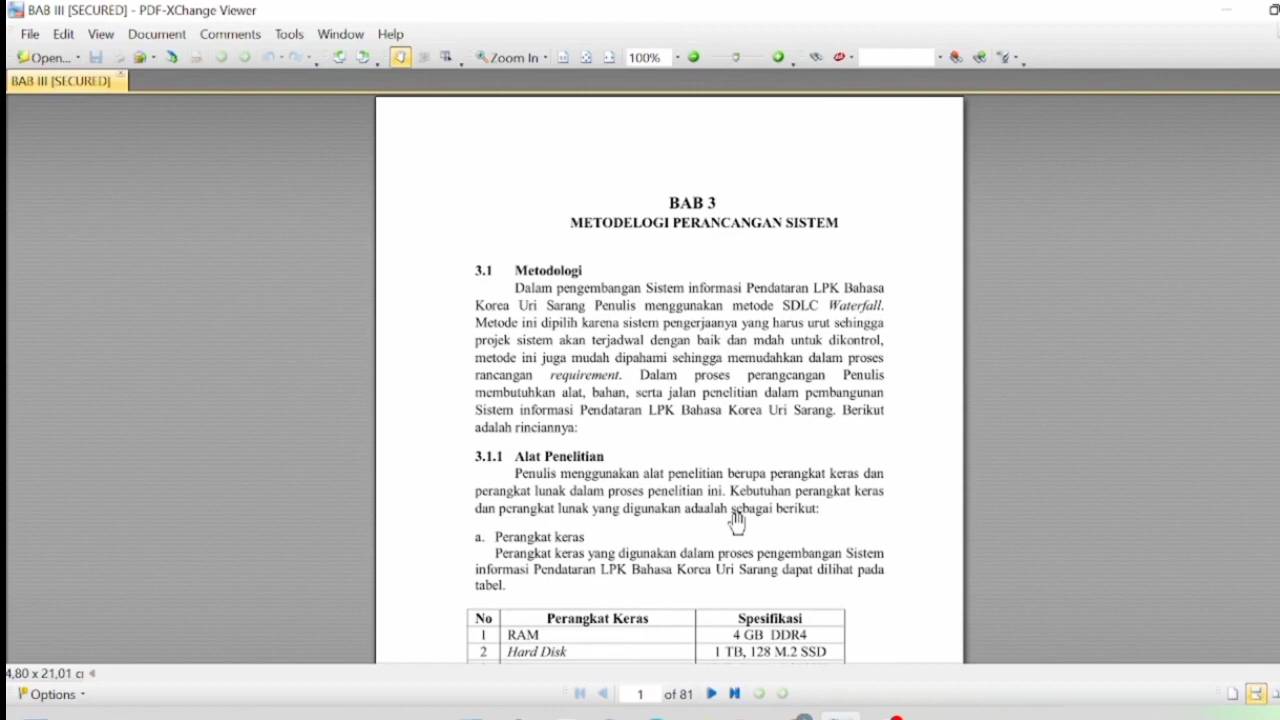 BAB III [SECURED] - PDF-XChange Viewer
File Edit View Document Comments Tools Window Help
Open... Zoom In 100%
BAB III [SECURED]
BAB 3
METODELOGI PERANCANGAN SISTEM
3.1 Metodologi
Dalam pengembangan Sistem informasi Pendataran LPK Bahasa
Korea Uri Sarang Penulis menggunakan metode SDLC Waterfall.
Metode ini dipilih karena sistem pengerjaanya yang harus urut sehingga
projek sistem akan terjadwal dengan baik dan mdah untuk dikontrol,
metode ini juga mudah dipahami sehingga memudahkan dalam proses
rancangan requirement. Dalam proses perangcangan Penulis
membutuhkan alat, bahan, serta jalan penelitian dalam pembangunan
Sistem informasi Pendataran LPK Bahasa Korea Uri Sarang. Berikut
adalah rinciannya:
3.1.1 Alat Penelitian
Penulis menggunakan alat penelitian berupa perangkat keras dan
perangkat lunak dalam proses penelitian ini. Kebutuhan perangkat keras
dan perangkat lunak yang digunakan adaalah sebagai berikut:
a. Perangkat keras
Perangkat keras yang digunakan dalam proses pengembangan Sistem
informasi Pendataran LPK Bahasa Korea Uri Sarang dapat dilihat pada
tabel.
No Perangkat Keras Spesifikasi
1 RAM 4 GB DDR4
2 Hard Disk 1 TB, 128 M.2 SSD
4,80 x 21,01 c
Options 1 of 81